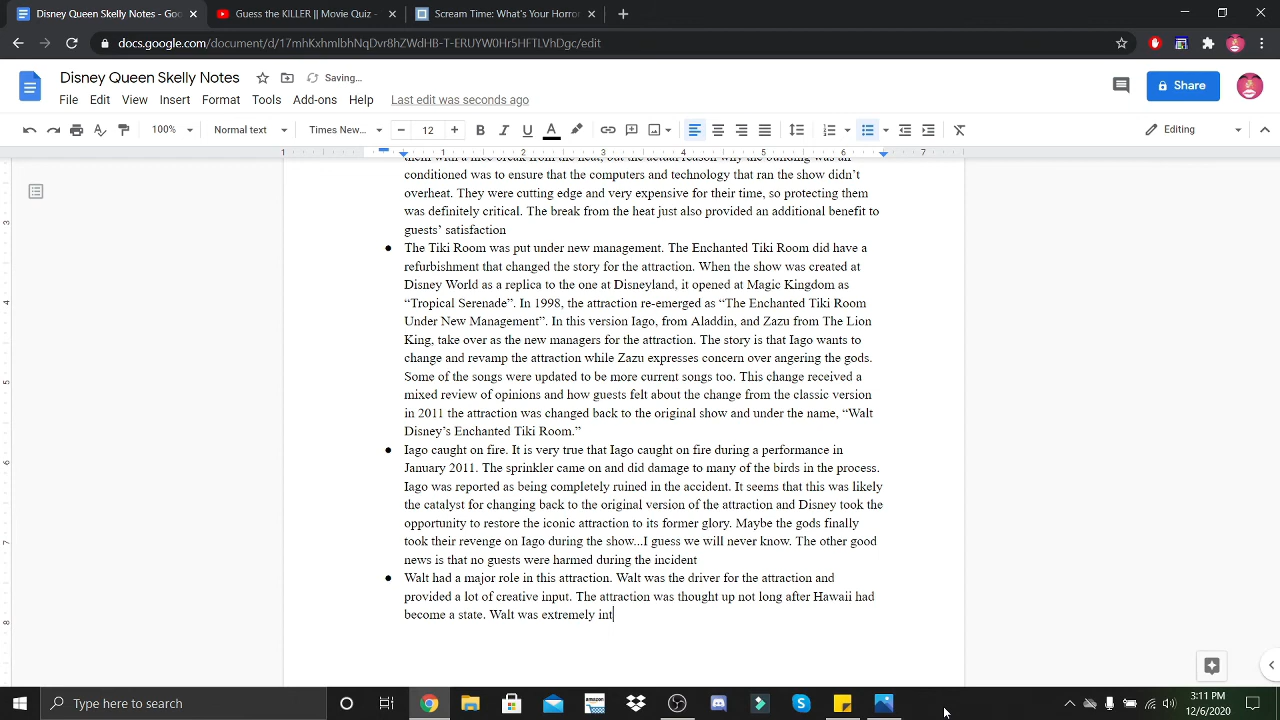 Disney Queen Skelly Notes - Goo
Guess the KILLER || Movie Quiz -
Scream Time: What's Your Horror
docs.google.com/document/d/17mhKxhmlbhNqDvr8hZWdHB-T-ERUYW0Hr5HFTLVhDgc/edit
Disney Queen Skelly Notes
Saving...
Share
File Edit View Insert Format Tools Add-ons Help Last edit was seconds ago
100% Normal text Times New... 12 Editing
1 1 2 3 4 5 6 7
conditioned was to ensure that the computers and technology that ran the show didn't
overheat. They were cutting edge and very expensive for their time, so protecting them
was definitely critical. The break from the heat just also provided an additional benefit to
guests' satisfaction
● The Tiki Room was put under new management. The Enchanted Tiki Room did have a
refurbishment that changed the story for the attraction. When the show was created at
Disney World as a replica to the one at Disneyland, it opened at Magic Kingdom as
“Tropical Serenade”. In 1998, the attraction re-emerged as “The Enchanted Tiki Room
Under New Management”. In this version Iago, from Aladdin, and Zazu from The Lion
King, take over as the new managers for the attraction. The story is that Iago wants to
change and revamp the attraction while Zazu expresses concern over angering the gods.
Some of the songs were updated to be more current songs too. This change received a
mixed review of opinions and how guests felt about the change from the classic version
in 2011 the attraction was changed back to the original show and under the name, “Walt
Disney's Enchanted Tiki Room.”
● Iago caught on fire. It is very true that Iago caught on fire during a performance in
January 2011. The sprinkler came on and did damage to many of the birds in the process.
Iago was reported as being completely ruined in the accident. It seems that this was likely
the catalyst for changing back to the original version of the attraction and Disney took the
opportunity to restore the iconic attraction to its former glory. Maybe the gods finally
took their revenge on Iago during the show...I guess we will never know. The other good
news is that no guests were harmed during the incident
● Walt had a major role in this attraction. Walt was the driver for the attraction and
provided a lot of creative input. The attraction was thought up not long after Hawaii had
become a state. Walt was extremely int
Type here to search
3:11 PM
12/6/2020